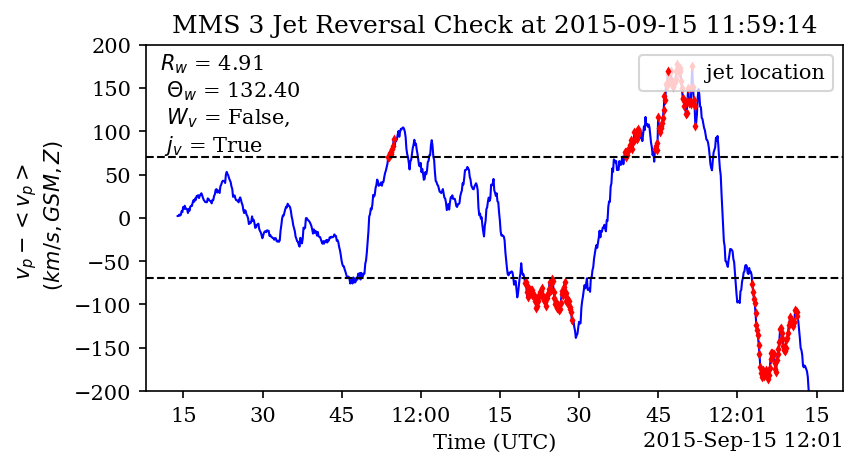 MMS 3 Jet Reversal Check at 2015-09-15 11:59:14
R_w = 4.91
Θ_w = 132.40
W_v = False,
j_v = True
jet location
v_p − <v_p>
(km/s, GSM, Z)
200
150
100
50
0
−50
−100
−150
−200
15
30
45
12:00
15
30
45
12:01
15
Time (UTC)
2015-Sep-15 12:01